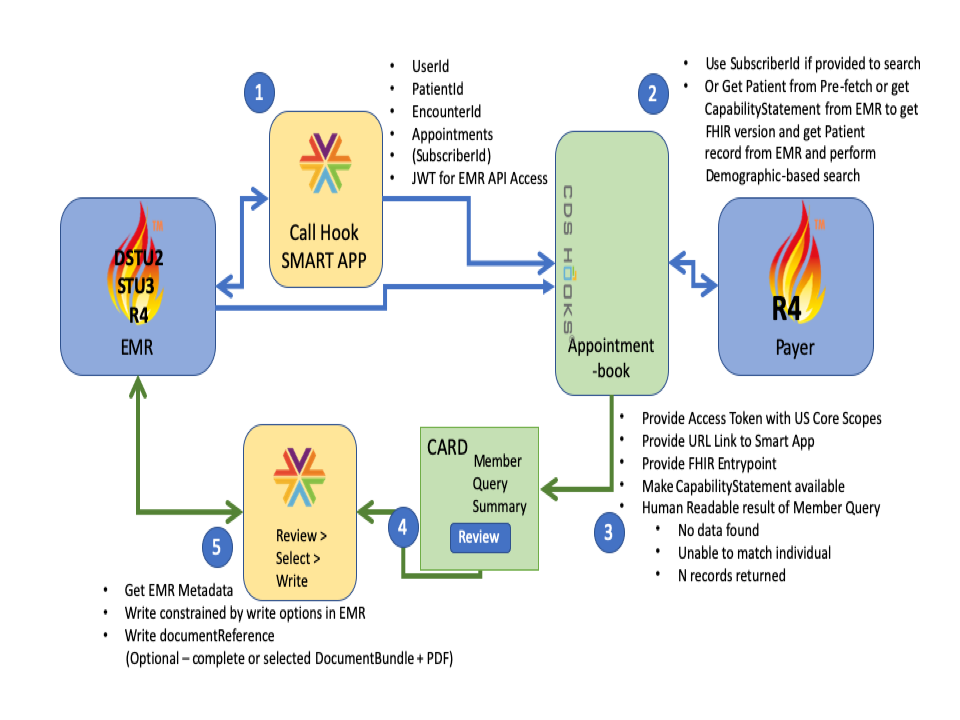 1
• UserId
• PatientId
• EncounterId
• Appointments
• (SubscriberId)
• JWT for EMR API Access
2
• Use SubscriberId if provided to search
• Or Get Patient from Pre-fetch or get
CapabilityStatement from EMR to get
FHIR version and get Patient
record from EMR and perform
Demographic-based search
Call Hook
SMART APP
DSTU2
STU3
R4
EMR
CDS HOOKS
Appointment
-book
R4
Payer
• Provide Access Token with US Core Scopes
• Provide URL Link to Smart App
• Provide FHIR Entrypoint
• Make CapabilityStatement available
• Human Readable result of Member Query
• No data found
• Unable to match individual
• N records returned
3
CARD
Member
Query
Summary
Review
4
Review >
Select >
Write
5
• Get EMR Metadata
• Write constrained by write options in EMR
• Write documentReference
(Optional – complete or selected DocumentBundle + PDF)